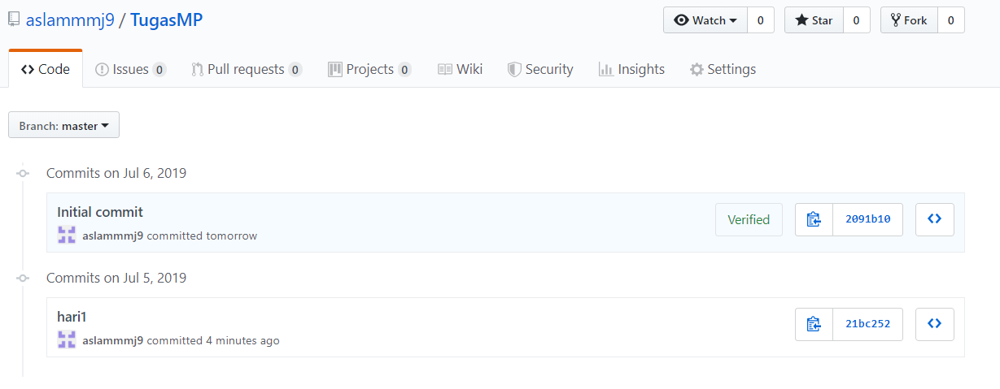 aslammmj9 / TugasMP Watch 0 Star 0 Fork 0
Code Issues 0 Pull requests 0 Projects 0 Wiki Security Insights Settings
Branch: master
Commits on Jul 6, 2019
Initial commit
aslammmj9 committed tomorrow
Verified 2091b10
Commits on Jul 5, 2019
hari1
aslammmj9 committed 4 minutes ago
21bc252